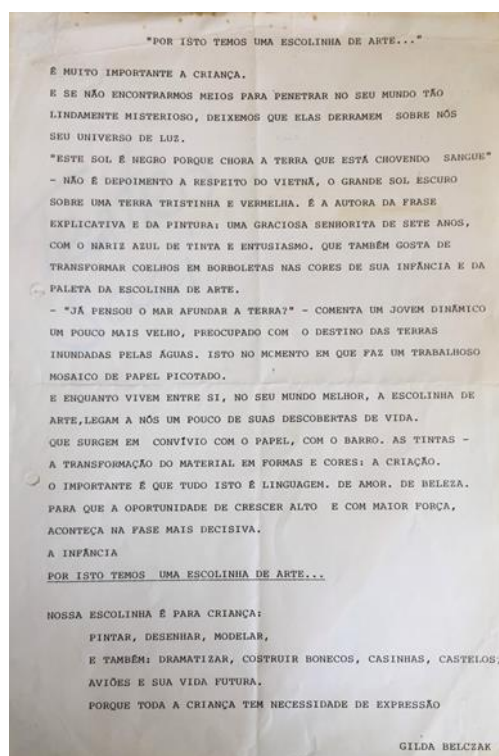 "POR ISTO TEMOS UMA ESCOLINHA DE ARTE..."
É MUITO IMPORTANTE A CRIANÇA.
E SE NÃO ENCONTRARMOS MEIOS PARA PENETRAR NO SEU MUNDO TÃO
LINDAMENTE MISTERIOSO, DEIXEMOS QUE ELAS DERRAMEM SOBRE NÓS
SEU UNIVERSO DE LUZ.
"ESTE SOL É NEGRO PORQUE CHORA A TERRA QUE ESTÁ CHOVENDO SANGUE"
- NÃO É DEPOIMENTO A RESPEITO DO VIETNÃ, O GRANDE SOL ESCURO
SOBRE UMA TERRA TRISTINHA E VERMELHA. É A AUTORA DA FRASE
EXPLICATIVA E DA PINTURA: UMA GRACIOSA SENHORITA DE SETE ANOS,
COM O NARIZ AZUL DE TINTA E ENTUSIASMO. QUE TAMBÉM GOSTA DE
TRANSFORMAR COELHOS EM BORBOLETAS NAS CORES DE SUA INFÂNCIA E DA
PALETA DA ESCOLINHA DE ARTE.
- "JÁ PENSOU O MAR AFUNDAR A TERRA?" - COMENTA UM JOVEM DINÂMICO
UM POUCO MAIS VELHO, PREOCUPADO COM O DESTINO DAS TERRAS
INUNDADAS PELAS ÁGUAS. ISTO NO MCMENTO EM QUE FAZ UM TRABALHOSO
MOSAICO DE PAPEL PICOTADO.
E ENQUANTO VIVEM ENTRE SI, NO SEU MUNDO MELHOR, A ESCOLINHA DE
ARTE,LEGAM A NÓS UM POUCO DE SUAS DESCOBERTAS DE VIDA.
QUE SURGEM EM CONVÍVIO COM O PAPEL, COM O BARRO. AS TINTAS -
A TRANSFORMAÇÃO DO MATERIAL EM FORMAS E CORES: A CRIAÇÃO.
O IMPORTANTE É QUE TUDO ISTO É LINGUAGEM. DE AMOR. DE BELEZA.
PARA QUE A OPORTUNIDADE DE CRESCER ALTO E COM MAIOR FORÇA,
ACONTEÇA NA FASE MAIS DECISIVA.
A INFÂNCIA
POR ISTO TEMOS UMA ESCOLINHA DE ARTE...
NOSSA ESCOLINHA É PARA CRIANÇA:
PINTAR, DESENHAR, MODELAR,
E TAMBÉM: DRAMATIZAR, COSTRUIR BONECOS, CASINHAS, CASTELOS,
AVIÕES E SUA VIDA FUTURA.
PORQUE TODA A CRIANÇA TEM NECESSIDADE DE EXPRESSÃO
GILDA BELCZAK